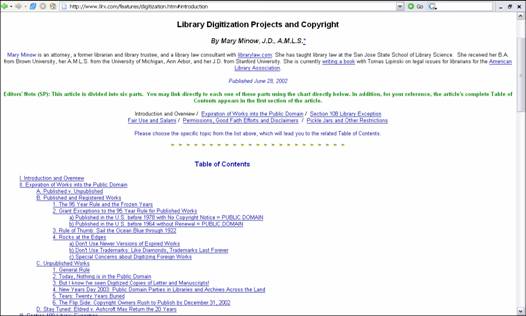 http://www.llrx.com/features/digitization.htm#introduction
Go
Library Digitization Projects and Copyright
By Mary Minow, J.D., A.M.L.S.*
Mary Minow is an attorney, a former librarian and library trustee, and a library law consultant with librarylaw.com. She has taught library law at the San Jose State School of Library Science. She received her B.A.
from Brown University, her A.M.L.S. from the University of Michigan, Ann Arbor, and her J.D. from Stanford University. She is currently writing a book with Tomas Lipinski on legal issues for librarians for the American
Library Association.
Published June 28, 2002
Editors' Note (SP): This article is divided into six parts. You may link directly to each one of these parts using the chart directly below. In addition, for your reference, the article's complete Table of
Contents appears in the first section of the article.
Introduction and Overview / Expiration of Works into the Public Domain / Section 108 Library Exception
Fair Use and Salami / Permissions, Good Faith Efforts and Disclaimers / Pickle Jars and Other Restrictions
Please choose the specific topic from the list above, which will lead you to the related Table of Contents.
Table of Contents
I. Introduction and Overview
II. Expiration of Works into the Public Domain
A. Published v. Unpublished
B. Published and Registered Works
1. The 95 Year Rule and the Frozen Years
2. Grant Exceptions to the 95 Year Rule for Published Works
a) Published in the U.S. before 1978 with No Copyright Notice = PUBLIC DOMAIN
b) Published in the U.S. before 1964 without Renewal = PUBLIC DOMAIN
3. Rule of Thumb: Sail the Ocean Blue through 1922
4. Rocks at the Edges
a) Don't Use Newer Versions of Expired Works
b) Don't Use Trademarks: Like Diamonds, Trademarks Last Forever
c) Special Concerns about Digitizing Foreign Works
C. Unpublished Works
1. General Rule
2. Today, Nothing in the Public Domain
3. But I know I've Seen Digitized Copies of Letter and Manuscripts!
4. New Years Day 2003: Public Domain Parties in Libraries and Archives Across the Land
5. Tears: Twenty Years Buried
6. The Flip Side: Copyright Owners Rush to Publish by December 31, 2002
D. Stay Tuned: Eldred v. Ashcroft May Return the 20 Years